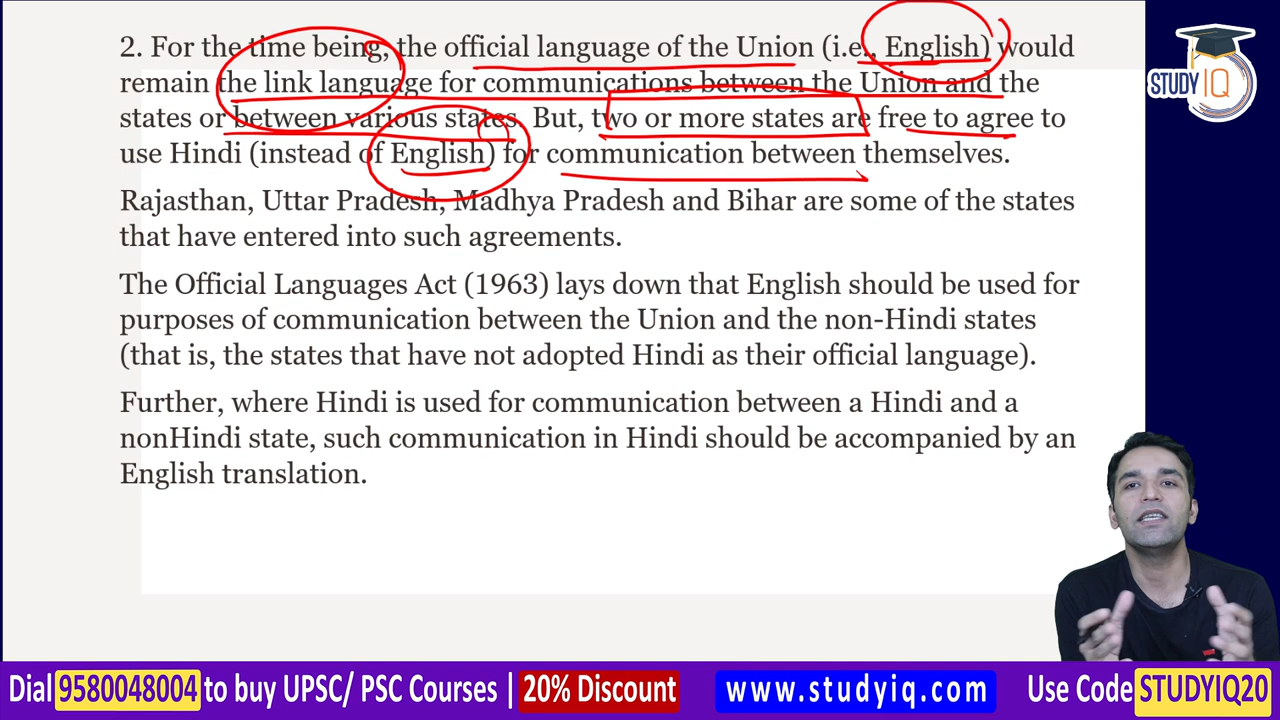 2. For the time being, the official language of the Union (i.e., English) would
remain the link language for communications between the Union and the
states or between various states. But, two or more states are free to agree to
use Hindi (instead of English) for communication between themselves.
Rajasthan, Uttar Pradesh, Madhya Pradesh and Bihar are some of the states
that have entered into such agreements.
The Official Languages Act (1963) lays down that English should be used for
purposes of communication between the Union and the non-Hindi states
(that is, the states that have not adopted Hindi as their official language).
Further, where Hindi is used for communication between a Hindi and a
nonHindi state, such communication in Hindi should be accompanied by an
English translation.
STUDY IQ
Dial 9580048004 to buy UPSC/ PSC Courses | 20% Discount www.studyiq.com Use Code STUDYIQ20